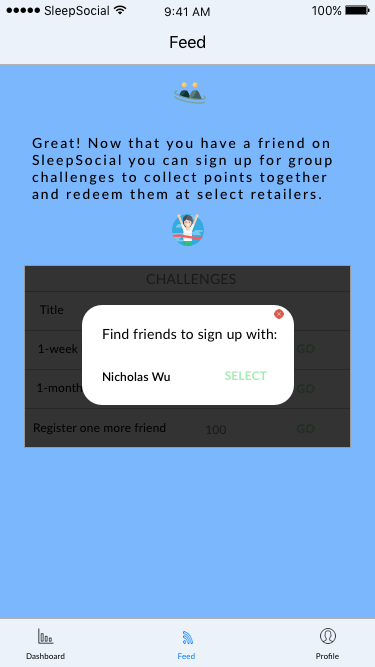 SleepSocial 9:41 AM 100%
Feed
Great! Now that you have a friend on
SleepSocial you can sign up for group
challenges to collect points together
and redeem them at select retailers.
CHALLENGES
Title
Find friends to sign up with:
1-week GO
Nicholas Wu SELECT
1-month GO
Register one more friend 100 GO
Dashboard Feed Profile